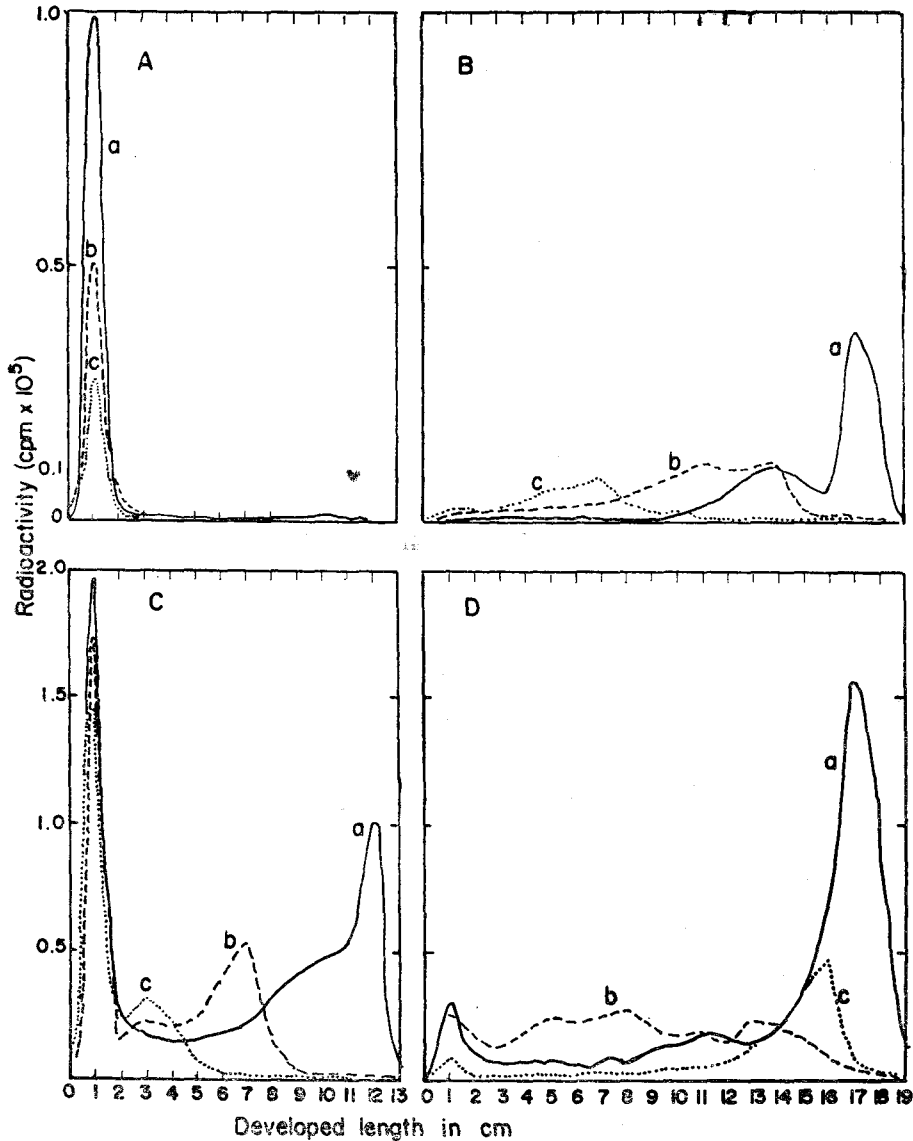 A
B
1.0
a
b
c
0.5
0.1
0
a
b
c
Radioactivity (cpm x 10⁵)
C
D
2.0
1.5
1.0
0.5
a
b
c
a
b
c
0 1 2 3 4 5 6 7 8 9 10 11 12 13
0 1 2 3 4 5 6 7 8 9 10 11 12 13 14 15 16 17 18 19
Developed length in cm